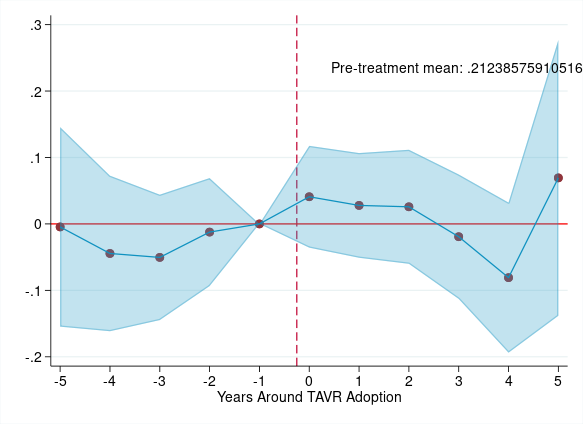 .3
Pre-treatment mean: .21238575910516
.2
.1
0
-.1
-.2
-5 -4 -3 -2 -1 0 1 2 3 4 5
Years Around TAVR Adoption